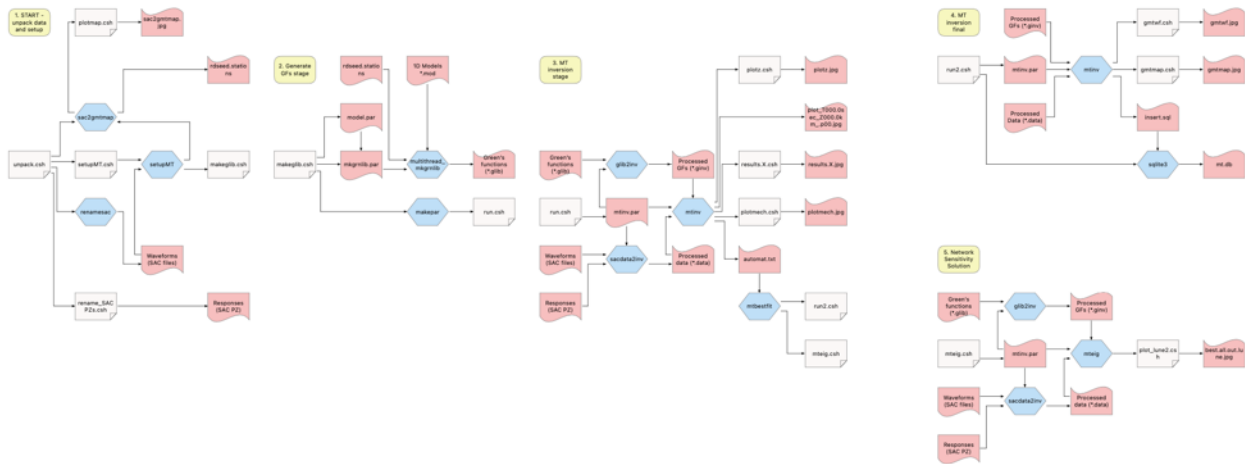 1. START -
unpack data
and setup
plotmap.csh
sac2gmtmap.
jpg
rdseed.statio
ns
sac2gmtmap
unpack.csh
setupMT.csh
setupMT
makeglib.csh
renamesac
Waveforms
(SAC files)
rename_SAC
PZs.csh
Responses
(SAC PZ)
2. Generate
GFs stage
rdseed.statio
ns
1D Models
*.mod
model.par
makeglib.csh
mkgrnlib.par
multithread_
mkgrnlib
Green's
functions
(*.glib)
makepar
run.csh
3. MT
inversion
stage
plotz.csh
plotz.jpg
results.X.csh
results.X.jpg
Green's
functions
(*.glib)
glib2inv
Processed
GFs (*.ginv)
run.csh
mtinv.par
mtinv
plotmech.csh
plotmech.jpg
Waveforms
(SAC files)
sacdata2inv
Processed
data (*.data)
automat.txt
Responses
(SAC PZ)
mtbestfit
run2.csh
mteig.csh
4. MT
inversion
final
Processed
GFs (*.ginv)
gmtwf.csh
gmtwf.jpg
run2.csh
mtinv.par
mtinv
gmtmap.csh
gmtmap.jpg
Processed
Data (*.data)
insert.sql
sqlite3
mt.db
5. Network
Sensitivity
Solution
Green's
functions (*.glib)
glib2inv
Processed
GFs (*.ginv)
mteig.csh
mtinv.par
mteig
plot_lune2.cs
h
best.all.out.lu
ne.jpg
Waveforms
(SAC files)
sacdata2inv
Processed
data (*.data)
Responses
(SAC PZ)